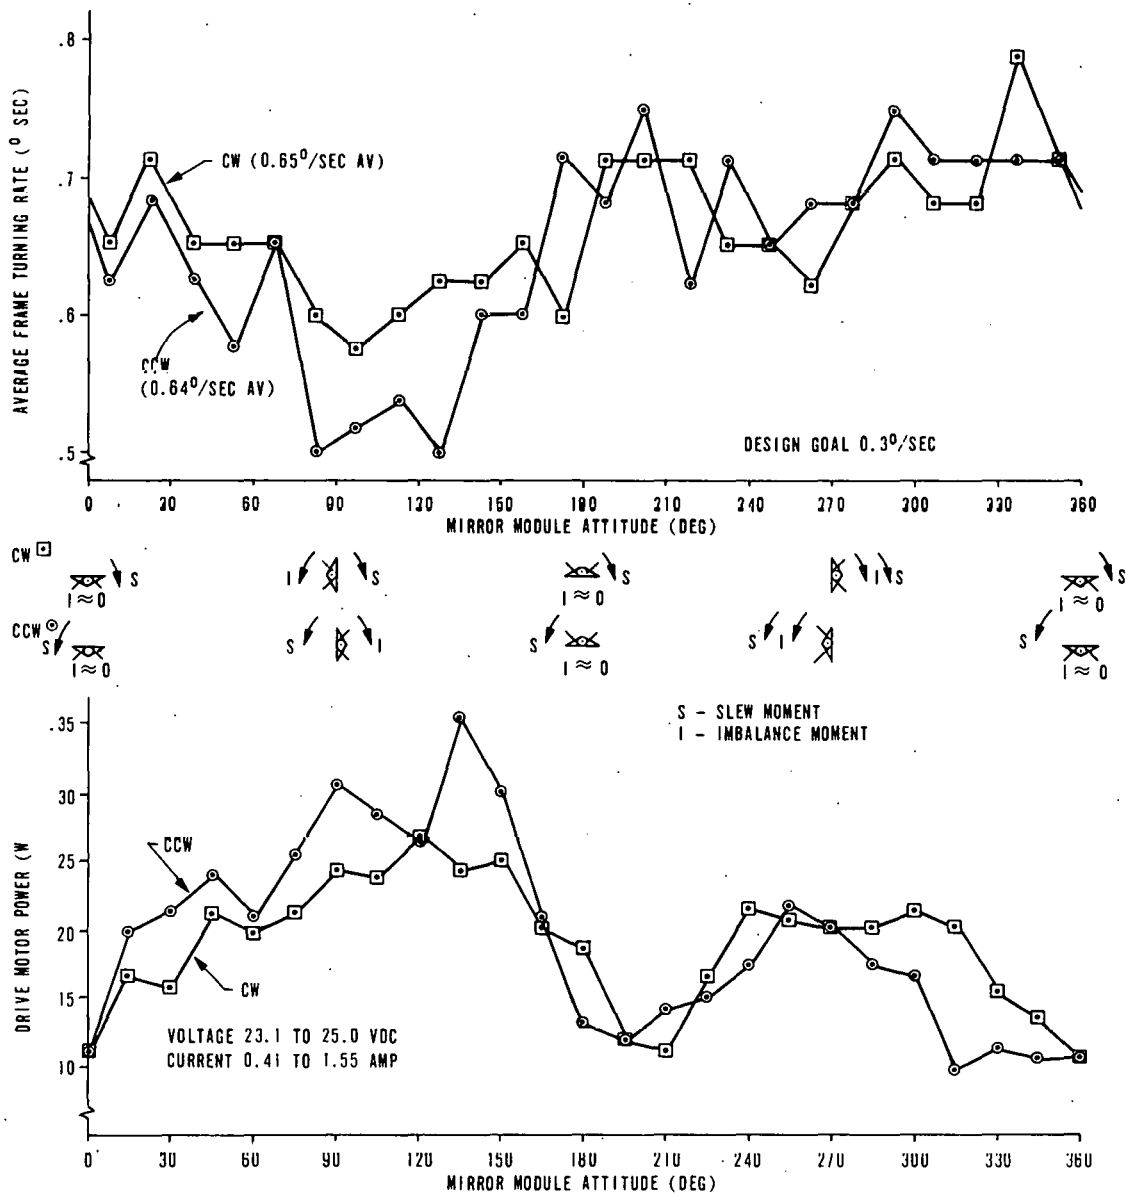 .8
.7
.6
.5
AVERAGE FRAME TURNING RATE (° SEC)
CW (0.65°/SEC AV)
CCW
(0.64°/SEC AV)
DESIGN GOAL 0.3°/SEC
0 30 60 90 120 150 180 210 240 270 300 330 360
MIRROR MODULE ATTITUDE (DEG)
CW
S I S S I S S
I ≈ 0 I ≈ 0 I ≈ 0
CCW
S S I S S I S
I ≈ 0 I ≈ 0 I ≈ 0
S - SLEW MOMENT
I - IMBALANCE MOMENT
.35
30
25
20
15
10
DRIVE MOTOR POWER (W
CCW
CW
VOLTAGE 23.1 TO 25.0 VDC
CURRENT 0.41 TO 1.55 AMP
0 30 60 90 120 150 180 210 240 270 300 330 360
MIRROR MODULE ATTITUDE (DEG)